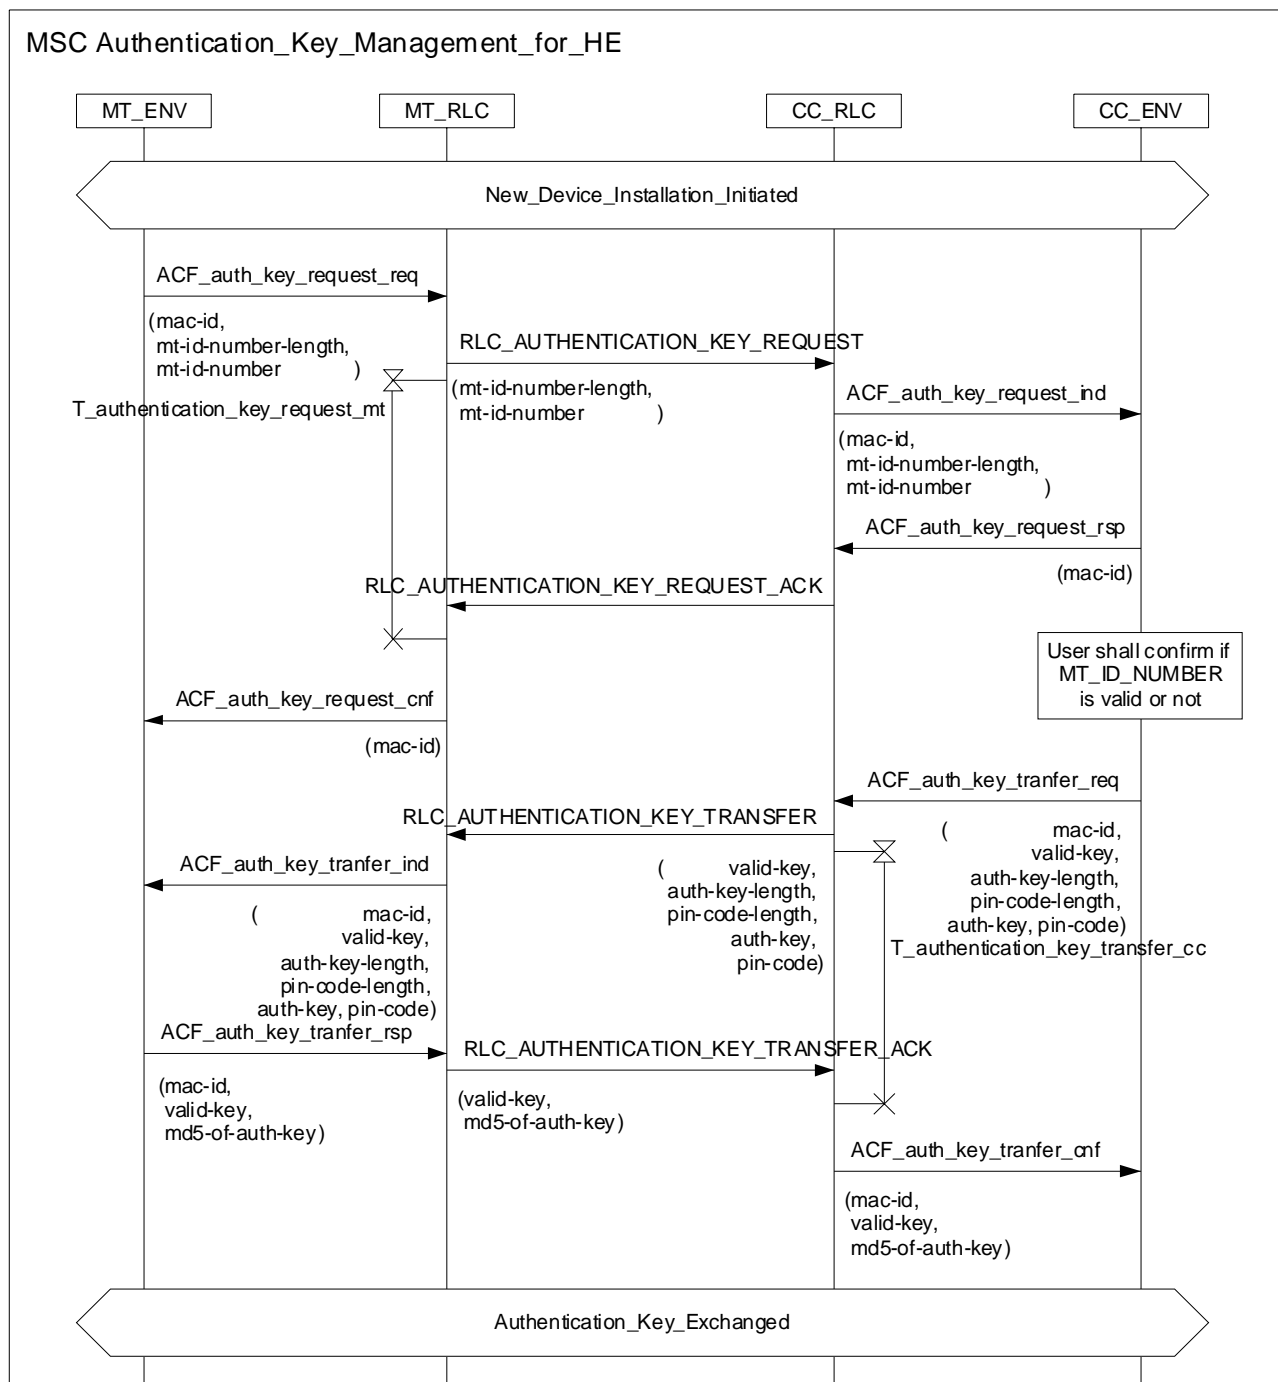 MSC Authentication_Key_Management_for_HE
MT_ENV
MT_RLC
CC_RLC
CC_ENV
New_Device_Installation_Initiated
ACF_auth_key_request_req
(mac-id,
mt-id-number-length,
mt-id-number )
RLC_AUTHENTICATION_KEY_REQUEST
(mt-id-number-length,
mt-id-number )
T_authentication_key_request_mt
ACF_auth_key_request_ind
(mac-id,
mt-id-number-length,
mt-id-number )
ACF_auth_key_request_rsp
(mac-id)
RLC_AUTHENTICATION_KEY_REQUEST_ACK
User shall confirm if
MT_ID_NUMBER
is valid or not
ACF_auth_key_request_cnf
(mac-id)
ACF_auth_key_tranfer_req
( mac-id,
valid-key,
auth-key-length,
pin-code-length,
auth-key, pin-code)
RLC_AUTHENTICATION_KEY_TRANSFER
( valid-key,
auth-key-length,
pin-code-length,
auth-key,
pin-code)
T_authentication_key_transfer_cc
ACF_auth_key_tranfer_ind
( mac-id,
valid-key,
auth-key-length,
pin-code-length,
auth-key, pin-code)
ACF_auth_key_tranfer_rsp
(mac-id,
valid-key,
md5-of-auth-key)
RLC_AUTHENTICATION_KEY_TRANSFER_ACK
(valid-key,
md5-of-auth-key)
ACF_auth_key_tranfer_cnf
(mac-id,
valid-key,
md5-of-auth-key)
Authentication_Key_Exchanged